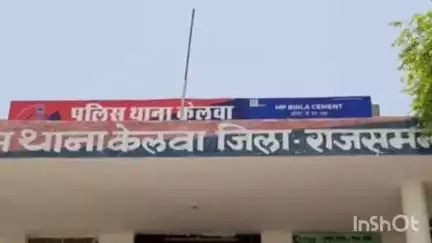 पुलिस थाना केलवा
MP BIRLA CEMENT
थाना केलवा जिला - राजसम
InShOt